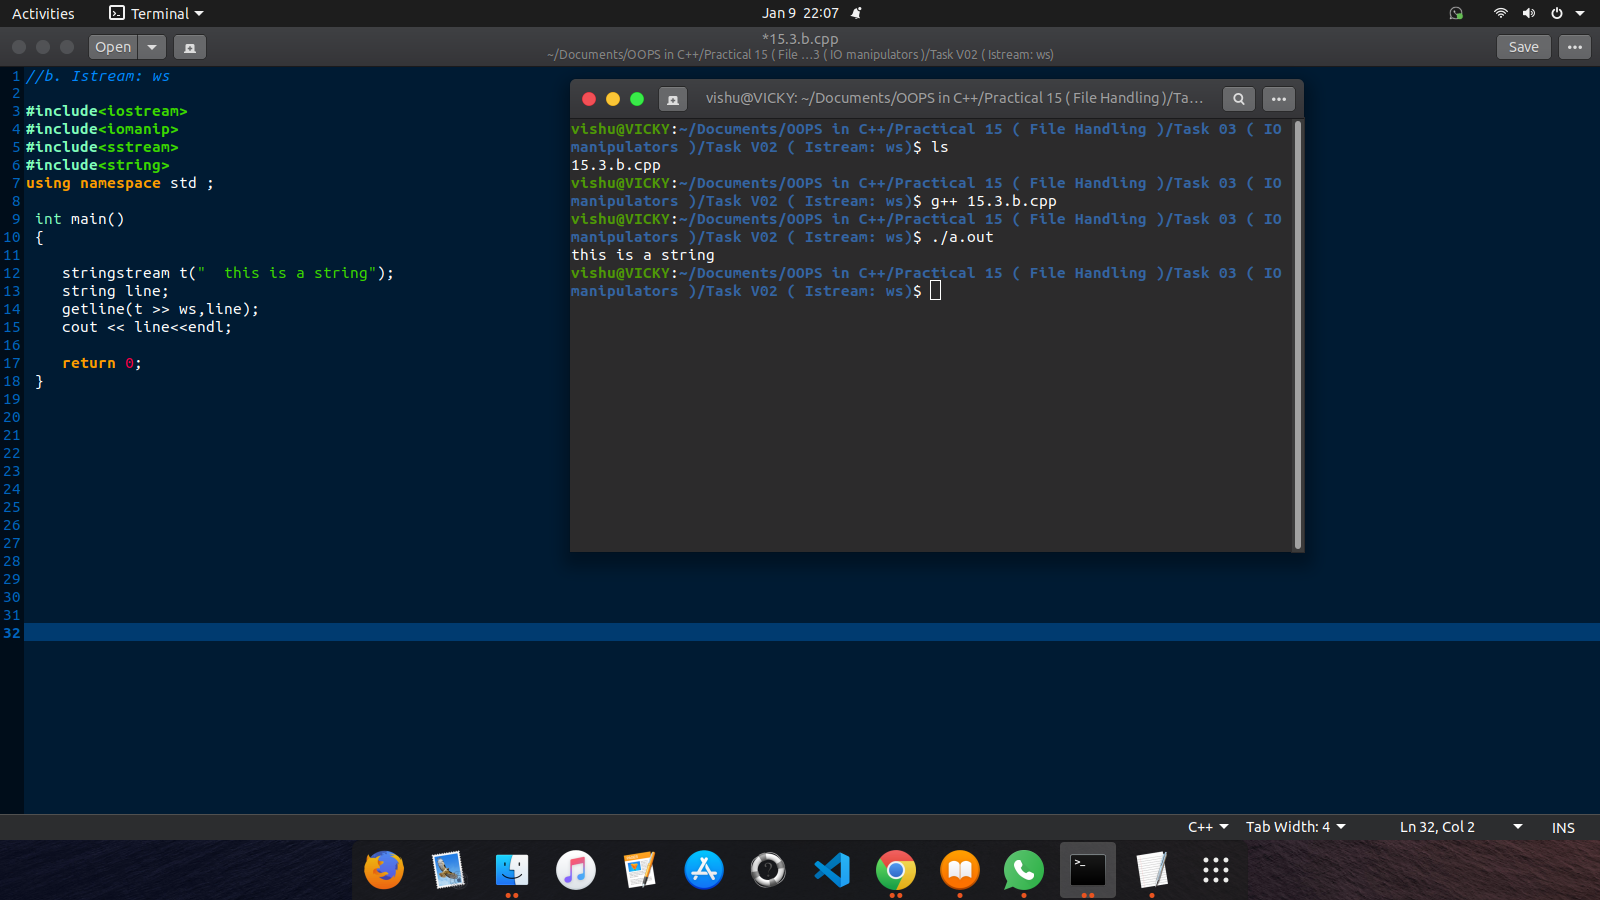 Activities Terminal Jan 9 22:07
Open *15.3.b.cpp Save
~/Documents/OOPS in C++/Practical 15 ( File ...3 ( IO manipulators )/Task V02 ( Istream: ws)
1 //b. Istream: ws
2
3 #include<iostream>
4 #include<iomanip>
5 #include<sstream>
6 #include<string>
7 using namespace std ;
8
9 int main()
10 {
11
12 stringstream t("  this is a string");
13 string line;
14 getline(t >> ws,line);
15 cout << line<<endl;
16
17 return 0;
18 }
19
20
21
22
23
24
25
26
27
28
29
30
31
32
vishu@VICKY: ~/Documents/OOPS in C++/Practical 15 ( File Handling )/Ta...
vishu@VICKY:~/Documents/OOPS in C++/Practical 15 ( File Handling )/Task 03 ( IO
manipulators )/Task V02 ( Istream: ws)$ ls
15.3.b.cpp
vishu@VICKY:~/Documents/OOPS in C++/Practical 15 ( File Handling )/Task 03 ( IO
manipulators )/Task V02 ( Istream: ws)$ g++ 15.3.b.cpp
vishu@VICKY:~/Documents/OOPS in C++/Practical 15 ( File Handling )/Task 03 ( IO
manipulators )/Task V02 ( Istream: ws)$ ./a.out
this is a string
vishu@VICKY:~/Documents/OOPS in C++/Practical 15 ( File Handling )/Task 03 ( IO
manipulators )/Task V02 ( Istream: ws)$
C++ Tab Width: 4 Ln 32, Col 2 INS